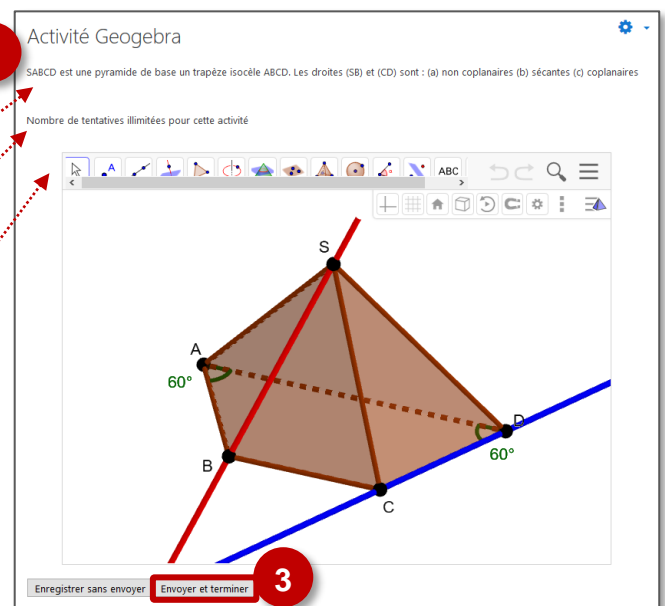 Activité Geogebra
SABCD est une pyramide de base un trapèze isocèle ABCD. Les droites (SB) et (CD) sont : (a) non coplanaires (b) sécantes (c) coplanaires
Nombre de tentatives illimitées pour cette activité
A ABC
S
A
60°
D
60°
B
C
Enregistrer sans envoyer Envoyer et terminer 3